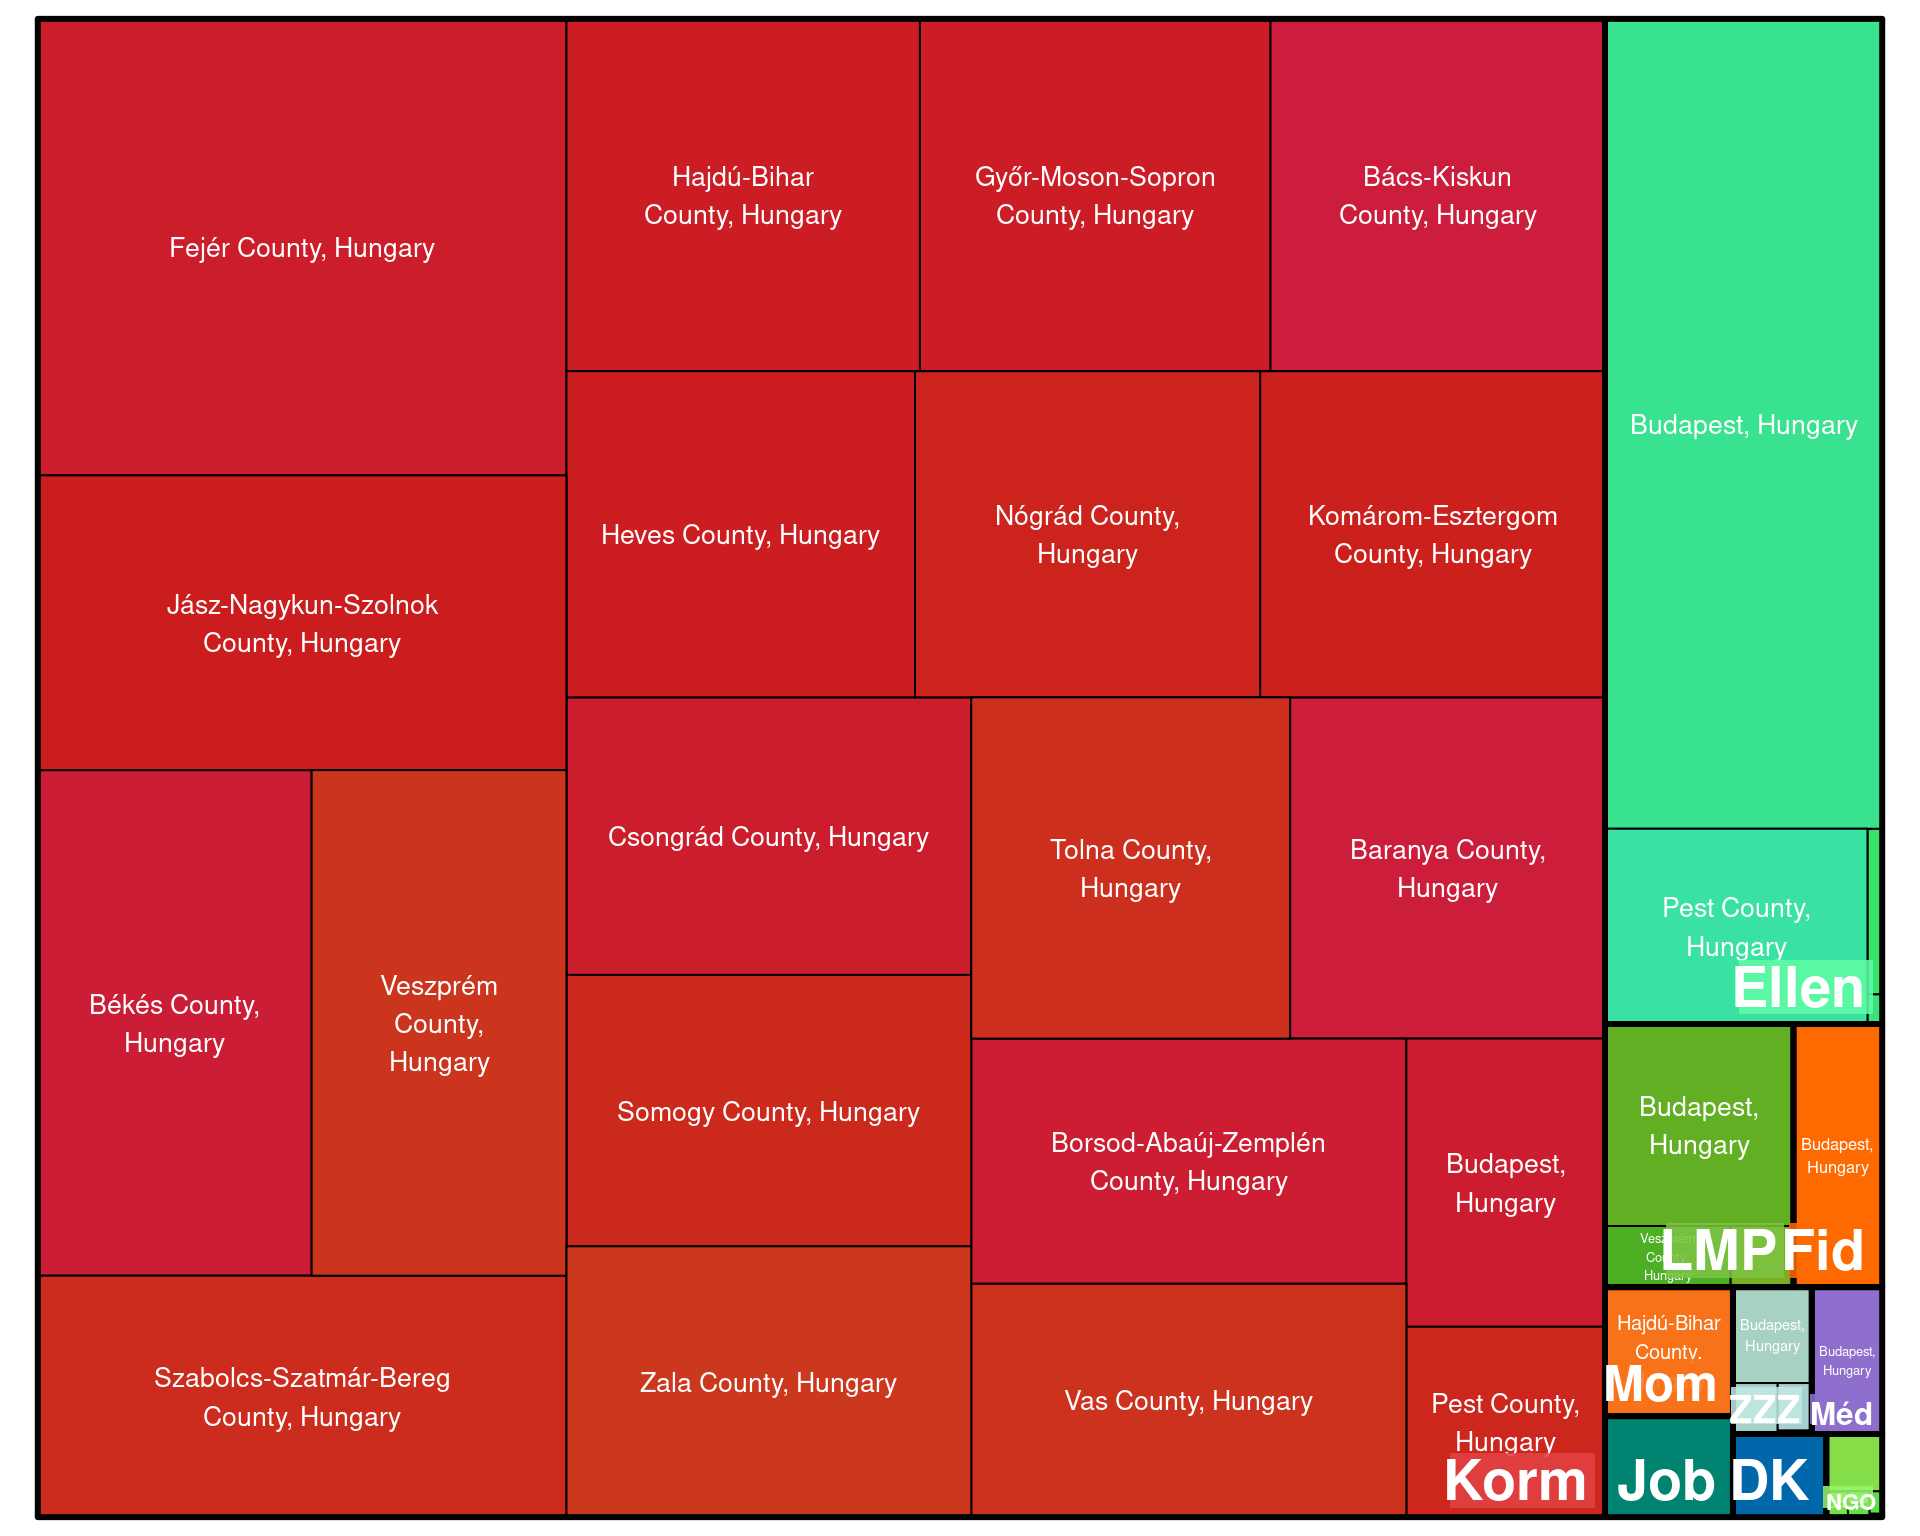 Fejér County, Hungary
Hajdú-Bihar
County, Hungary
Győr-Moson-Sopron
County, Hungary
Bács-Kiskun
County, Hungary
Budapest, Hungary
Heves County, Hungary
Nógrád County,
Hungary
Komárom-Esztergom
County, Hungary
Jász-Nagykun-Szolnok
County, Hungary
Csongrád County, Hungary
Tolna County,
Hungary
Baranya County,
Hungary
Pest County,
Hungary
Ellen
Békés County,
Hungary
Veszprém
County,
Hungary
Somogy County, Hungary
Borsod-Abaúj-Zemplén
County, Hungary
Budapest,
Hungary
Budapest,
Hungary
Budapest,
Hungary
Veszprém
County,
Hungary
LMP
Fid
Szabolcs-Szatmár-Bereg
County, Hungary
Zala County, Hungary
Vas County, Hungary
Pest County,
Hungary
Korm
Hajdú-Bihar
County,
Mom
Budapest,
Hungary
ZZZ
Budapest,
Hungary
Méd
Job
DK
NGO